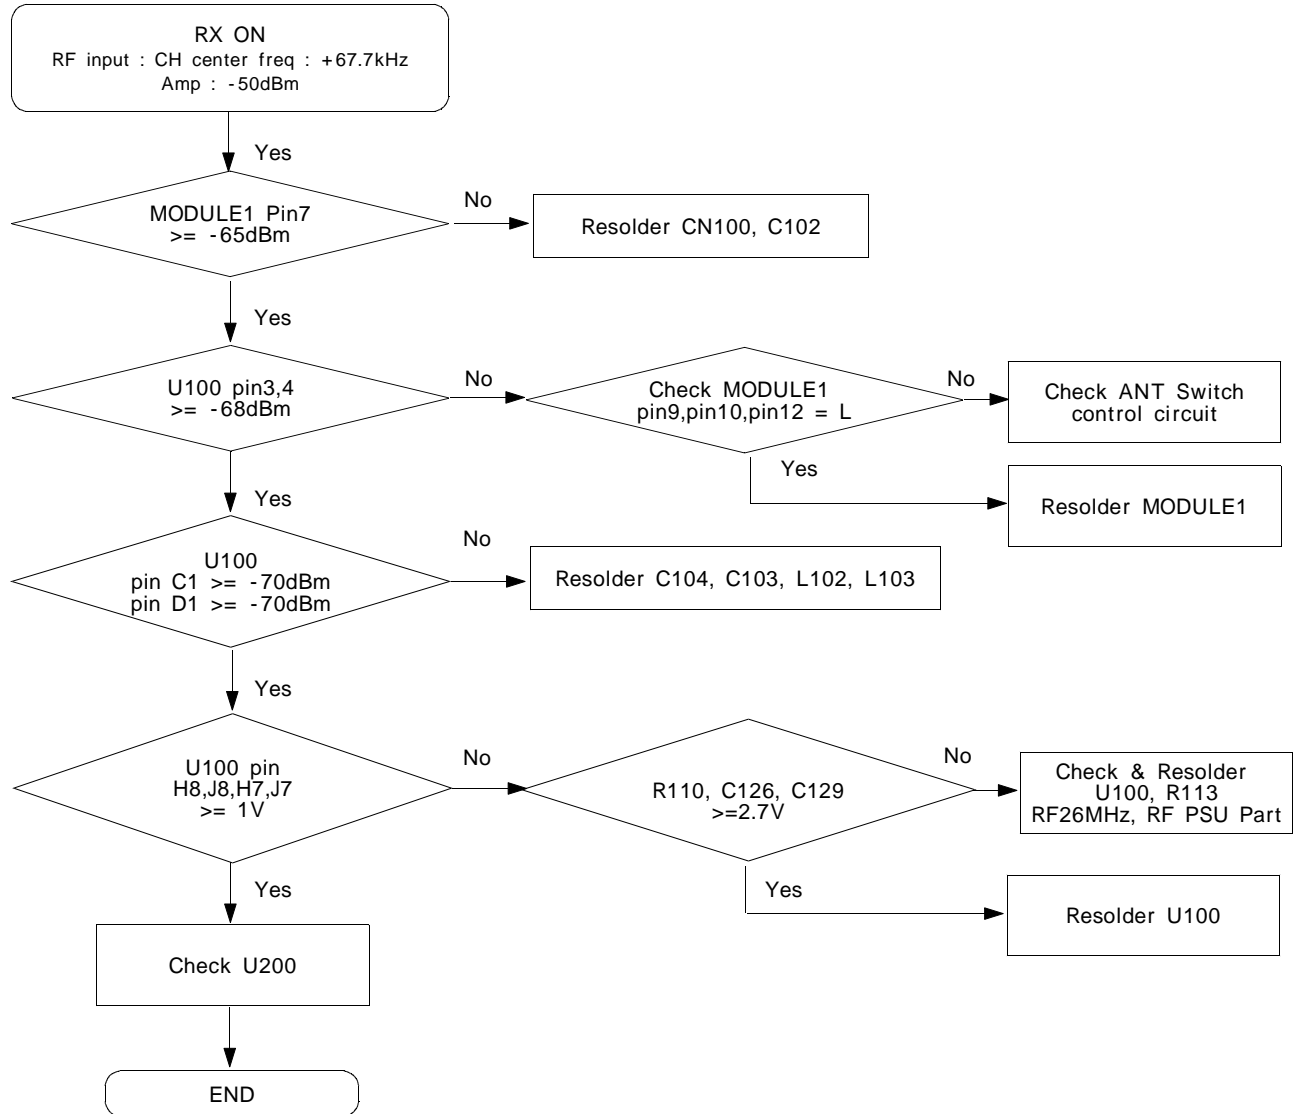 RX ON
RF input : CH center freq : +67.7kHz
Amp : -50dBm
Yes
MODULE1 Pin7
>= -65dBm
No
Resolder CN100, C102
Yes
U100 pin3,4
>= -68dBm
No
Check MODULE1
pin9,pin10,pin12 = L
No
Check ANT Switch
control circuit
Yes
Resolder MODULE1
Yes
U100
pin C1 >= -70dBm
pin D1 >= -70dBm
No
Resolder C104, C103, L102, L103
Yes
U100 pin
H8,J8,H7,J7
>= 1V
No
R110, C126, C129
>=2.7V
No
Check & Resolder
U100, R113
RF26MHz, RF PSU Part
Yes
Resolder U100
Yes
Check U200
END